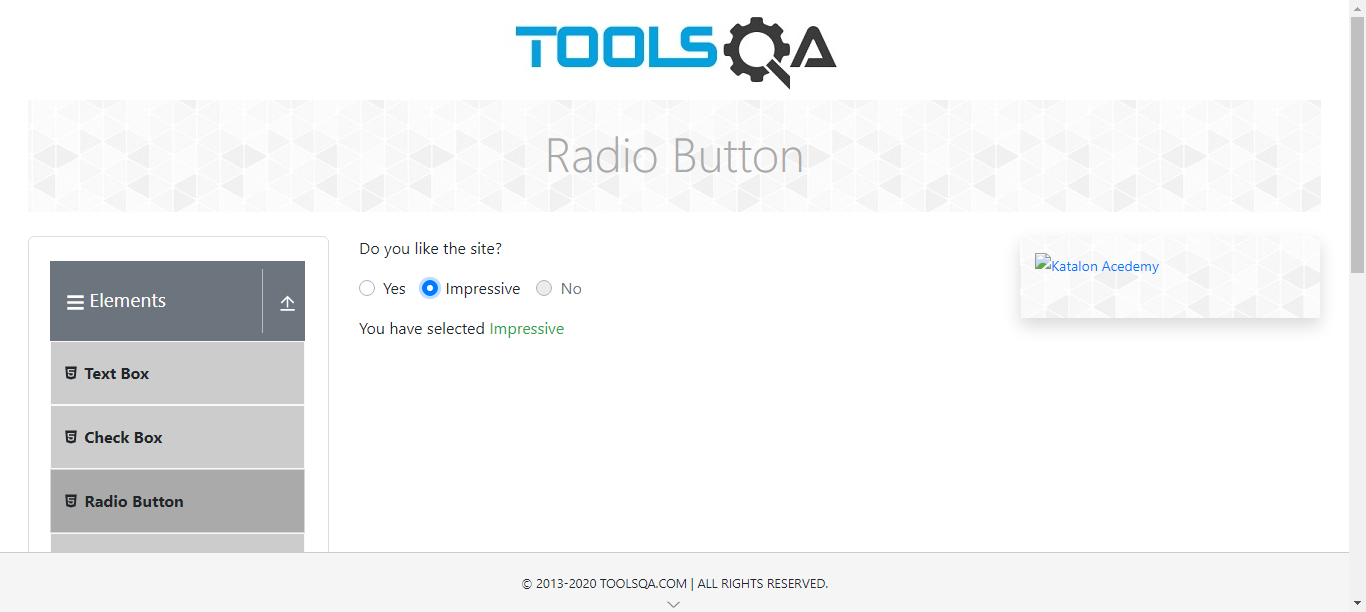 TOOLSQA
Radio Button
Elements
Text Box
Check Box
Radio Button
Do you like the site?
Yes Impressive No
You have selected Impressive
Katalon Acedemy
© 2013-2020 TOOLSQA.COM | ALL RIGHTS RESERVED.